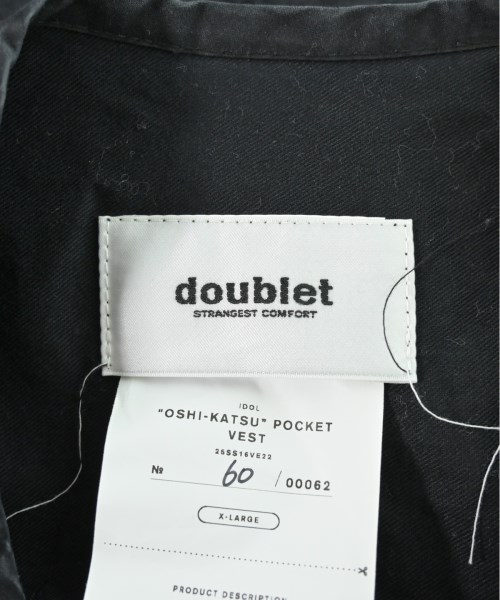 doublet
STRANGEST COMFORT
IDOL
"OSHI-KATSU" POCKET
VEST
25SS16VE22
№ 60 / 00062
X-LARGE
PRODUCT DESCRIPTION